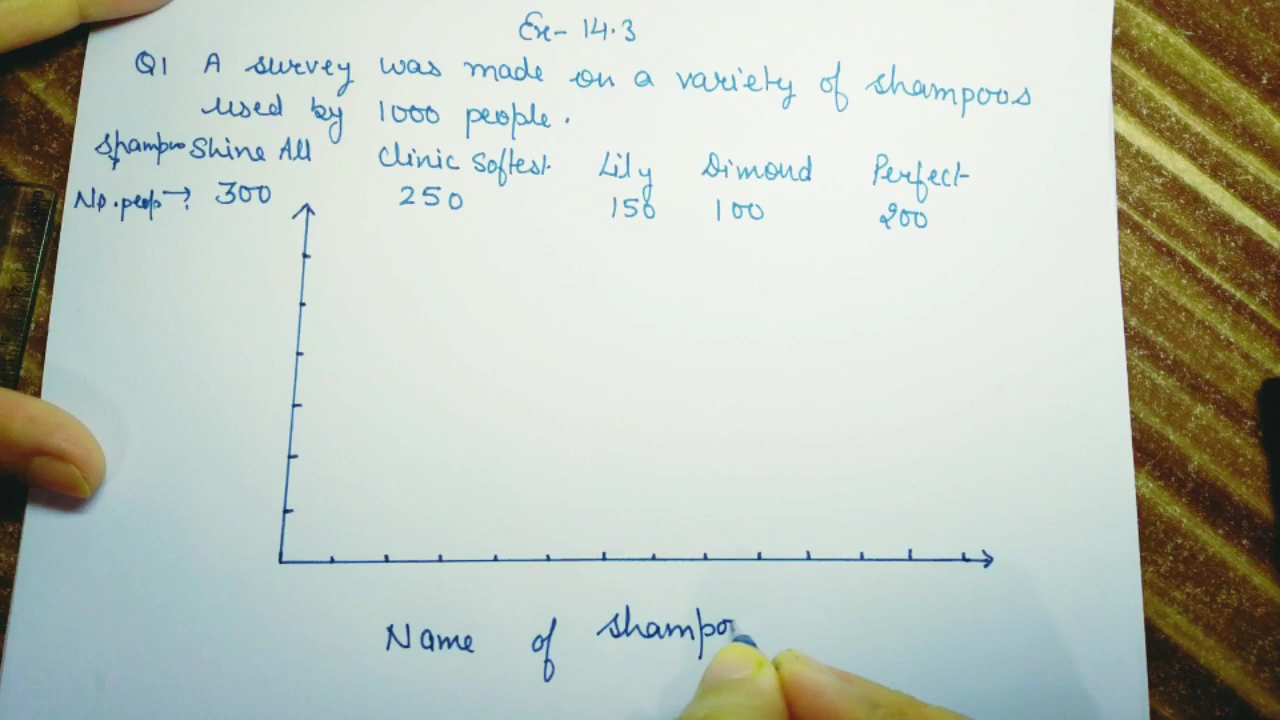 Ex- 14.3
Q1 A survey was made on a variety of shampoos
used by 1000 people.
Shine All Clinic Softest Lily Dimond Perfect
No. peop → 300 250 150 100 200
Name of shampo